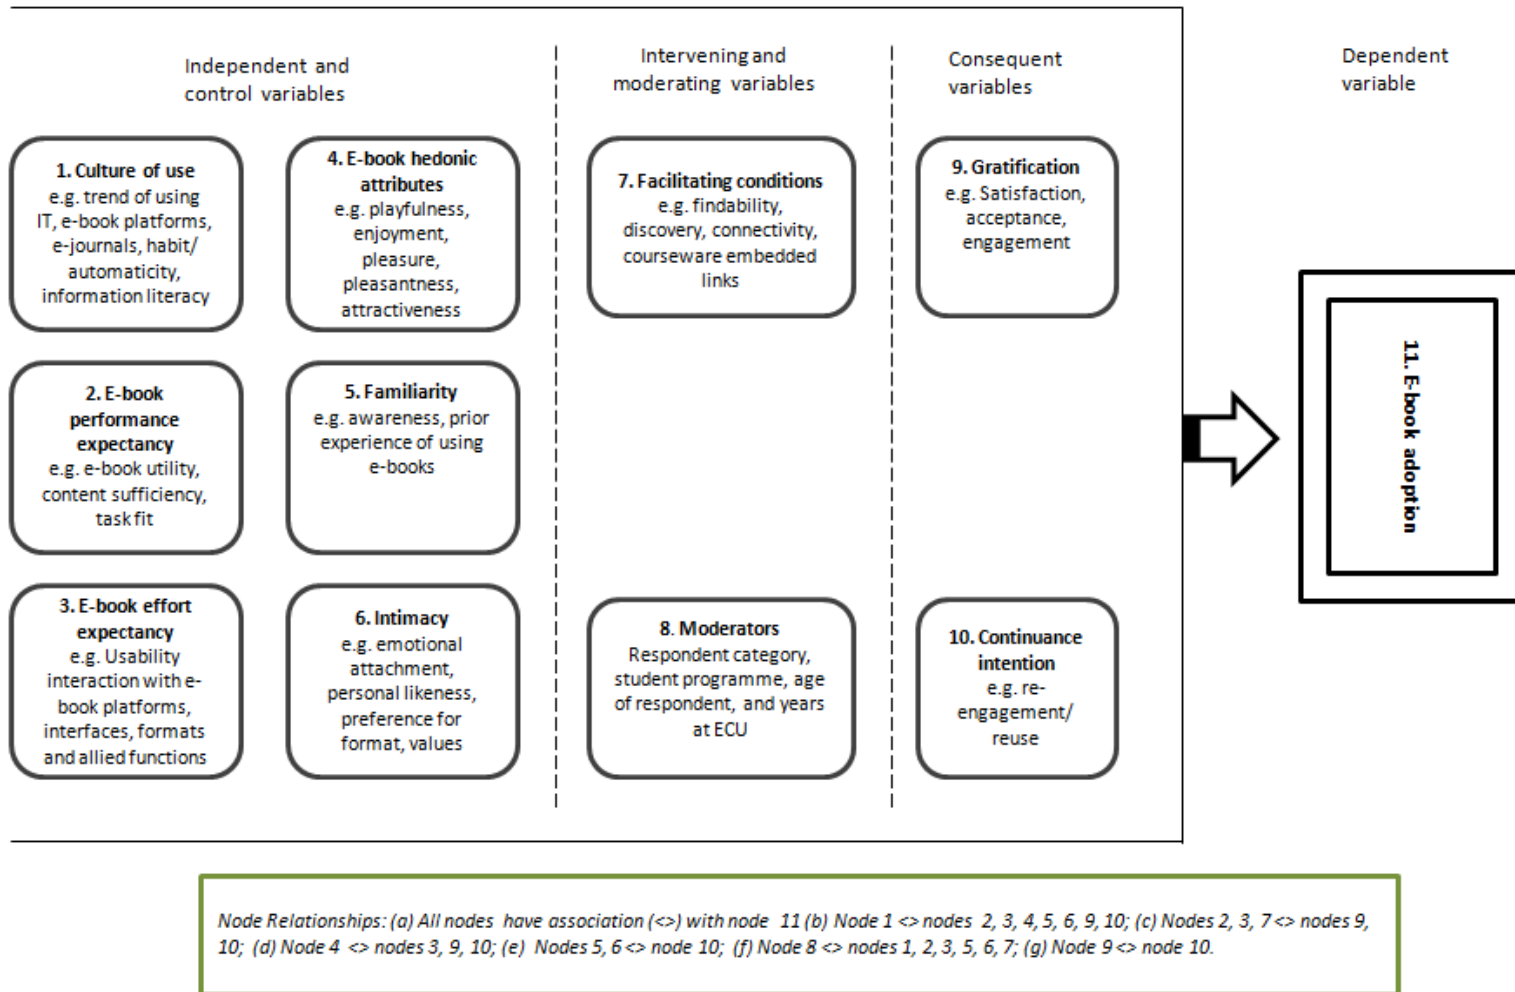 Independent and
control variables
Intervening and
moderating variables
Consequent
variables
Dependent
variable
1. Culture of use
e.g. trend of using
IT, e-book platforms,
e-journals, habit/
automaticity,
information literacy
4. E-book hedonic
attributes
e.g. playfulness,
enjoyment,
pleasure,
pleasantness,
attractiveness
7. Facilitating conditions
e.g. findability,
discovery, connectivity,
courseware embedded
links
9. Gratification
e.g. Satisfaction,
acceptance,
engagement
2. E-book
performance
expectancy
e.g. e-book utility,
content sufficiency,
task fit
5. Familiarity
e.g. awareness, prior
experience of using
e-books
11. E-book adoption
3. E-book effort
expectancy
e.g. Usability
interaction with e-
book platforms,
interfaces, formats
and allied functions
6. Intimacy
e.g. emotional
attachment,
personal likeness,
preference for
format, values
8. Moderators
Respondent category,
student programme, age
of respondent, and years
at ECU
10. Continuance
intention
e.g. re-
engagement/
reuse
Node Relationships: (a) All nodes have association (<>) with node 11 (b) Node 1 <> nodes 2, 3, 4, 5, 6, 9, 10; (c) Nodes 2, 3, 7 <> nodes 9,
10; (d) Node 4 <> nodes 3, 9, 10; (e) Nodes 5, 6 <> node 10; (f) Node 8 <> nodes 1, 2, 3, 5, 6, 7; (g) Node 9 <> node 10.